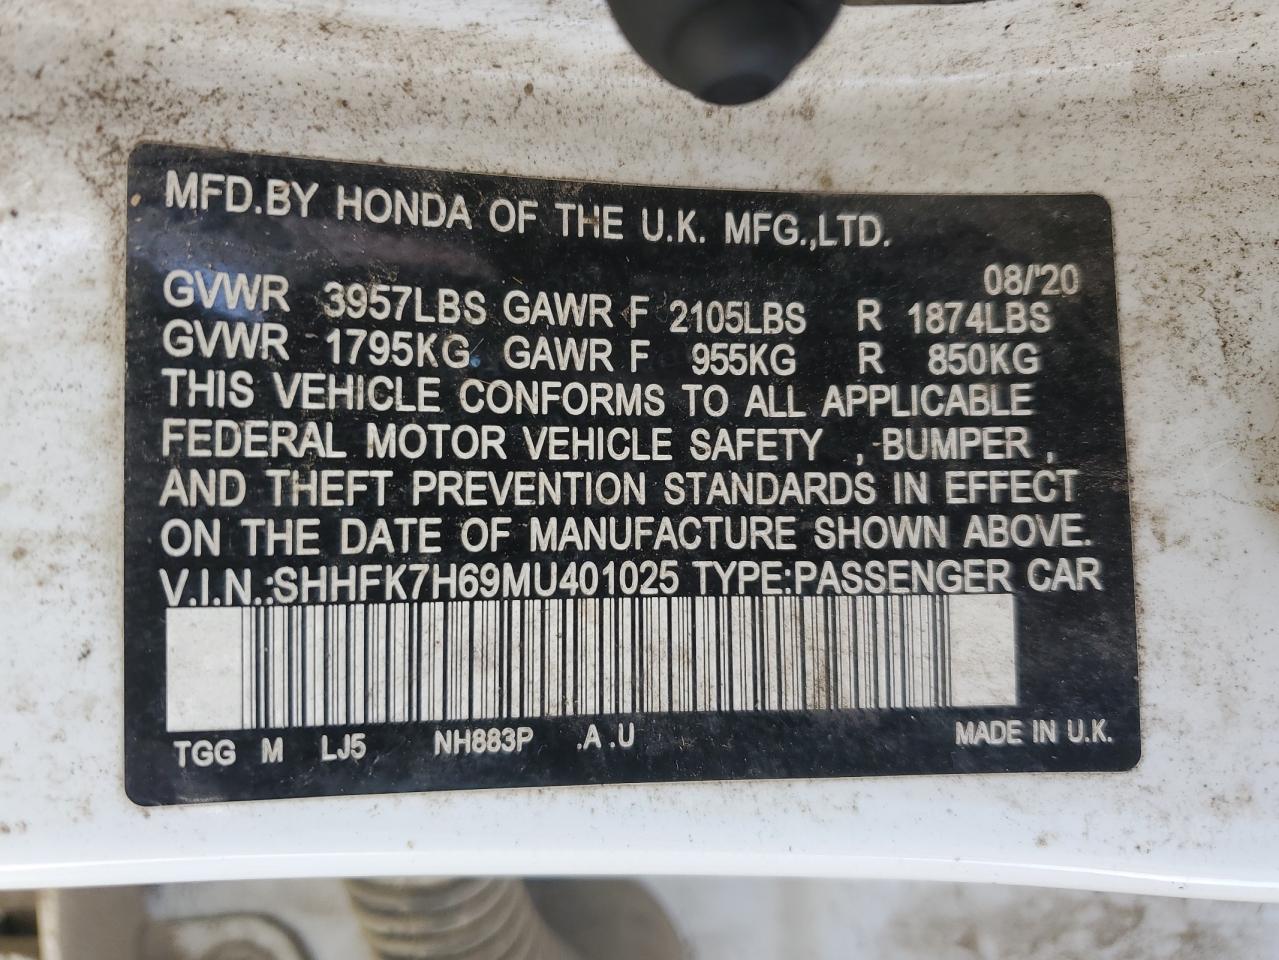 MFD.BY HONDA OF THE U.K. MFG.,LTD.
08/'20
GVWR 3957LBS GAWR F 2105LBS R 1874LBS
GVWR 1795KG GAWR F 955KG R 850KG
THIS VEHICLE CONFORMS TO ALL APPLICABLE
FEDERAL MOTOR VEHICLE SAFETY , BUMPER ,
AND THEFT PREVENTION STANDARDS IN EFFECT
ON THE DATE OF MANUFACTURE SHOWN ABOVE.
V.I.N.:SHHFK7H69MU401025 TYPE:PASSENGER CAR
TGG M LJ5 NH883P .A .U MADE IN U.K.